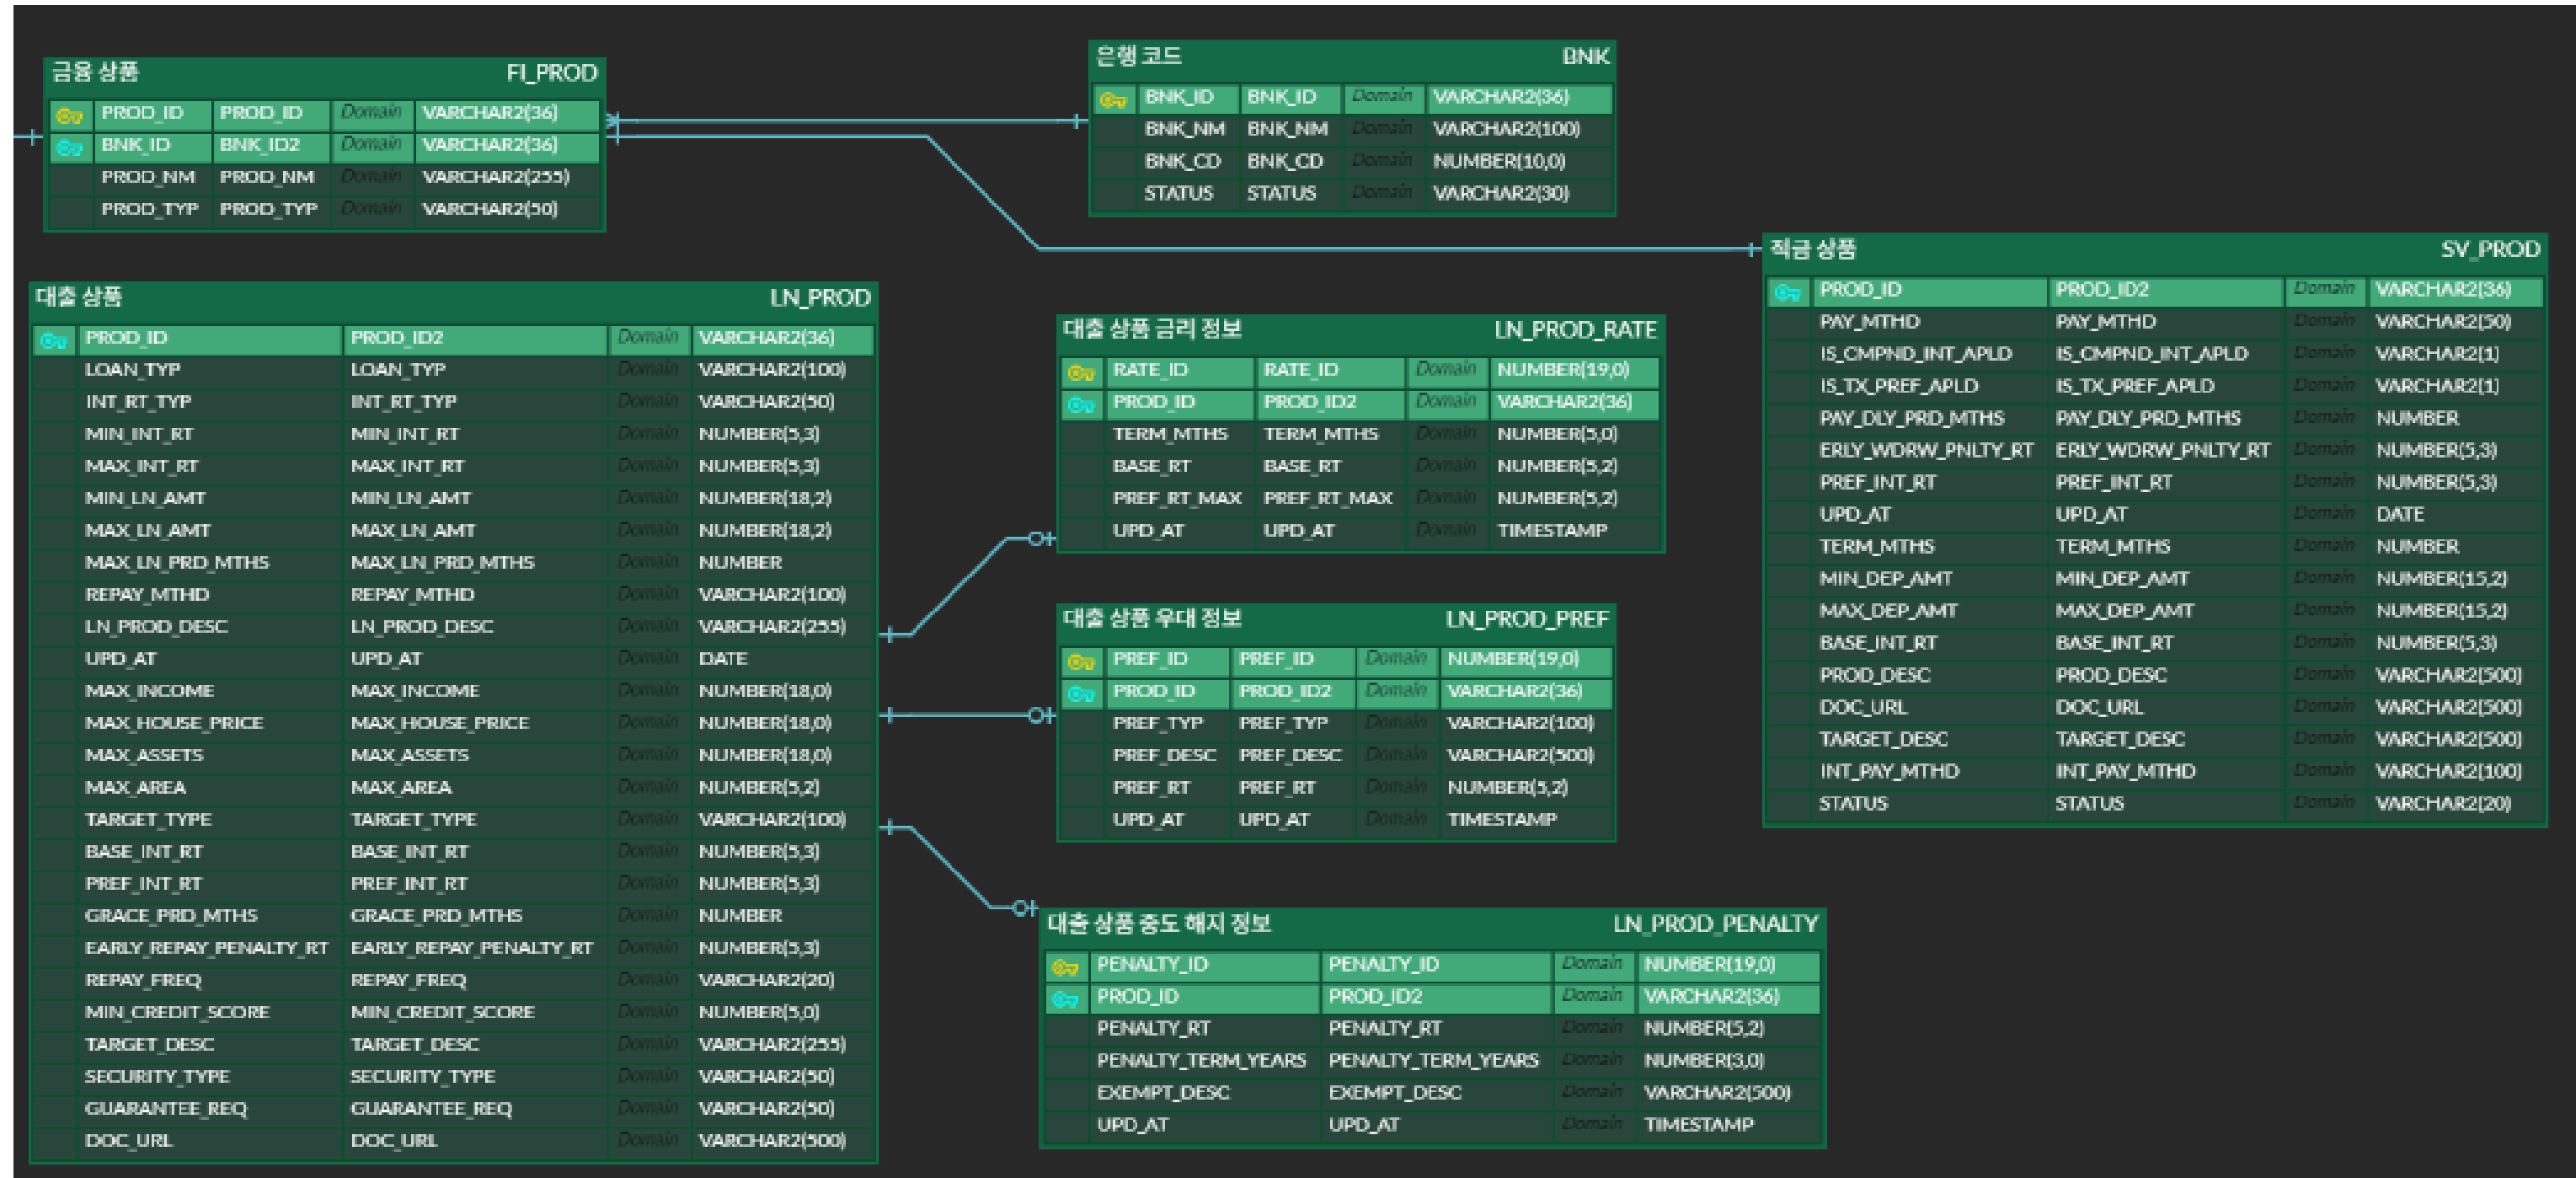 금융 상품 FI_PROD
PROD_ID PROD_ID Domain VARCHAR2(36)
BNK_ID BNK_ID2 Domain VARCHAR2(36)
PROD_NM PROD_NM Domain VARCHAR2(255)
PROD_TYP PROD_TYP Domain VARCHAR2(50)
은행 코드 BNK
BNK_ID BNK_ID Domain VARCHAR2(36)
BNK_NM BNK_NM Domain VARCHAR2(100)
BNK_CD BNK_CD Domain NUMBER(10,0)
STATUS STATUS Domain VARCHAR2(30)
적금 상품 SV_PROD
PROD_ID PROD_ID2 Domain VARCHAR2(36)
PAY_MTHD PAY_MTHD Domain VARCHAR2(50)
IS_CMPND_INT_APLD IS_CMPND_INT_APLD Domain VARCHAR2(1)
IS_TX_PREF_APLD IS_TX_PREF_APLD Domain VARCHAR2(1)
PAY_DLY_PRD_MTHS PAY_DLY_PRD_MTHS Domain NUMBER
ERLY_WDRW_PNLTY_RT ERLY_WDRW_PNLTY_RT Domain NUMBER(5,3)
PREF_INT_RT PREF_INT_RT Domain NUMBER(5,3)
UPD_AT UPD_AT Domain DATE
TERM_MTHS TERM_MTHS Domain NUMBER
MIN_DEP_AMT MIN_DEP_AMT Domain NUMBER(15,2)
MAX_DEP_AMT MAX_DEP_AMT Domain NUMBER(15,2)
BASE_INT_RT BASE_INT_RT Domain NUMBER(5,3)
PROD_DESC PROD_DESC Domain VARCHAR2(500)
DOC_URL DOC_URL Domain VARCHAR2(500)
TARGET_DESC TARGET_DESC Domain VARCHAR2(500)
INT_PAY_MTHD INT_PAY_MTHD Domain VARCHAR2(100)
STATUS STATUS Domain VARCHAR2(20)
대출 상품 LN_PROD
PROD_ID PROD_ID2 Domain VARCHAR2(36)
LOAN_TYP LOAN_TYP Domain VARCHAR2(100)
INT_RT_TYP INT_RT_TYP Domain VARCHAR2(50)
MIN_INT_RT MIN_INT_RT Domain NUMBER(5,3)
MAX_INT_RT MAX_INT_RT Domain NUMBER(5,3)
MIN_LN_AMT MIN_LN_AMT Domain NUMBER(18,2)
MAX_LN_AMT MAX_LN_AMT Domain NUMBER(18,2)
MAX_LN_PRD_MTHS MAX_LN_PRD_MTHS Domain NUMBER
REPAY_MTHD REPAY_MTHD Domain VARCHAR2(100)
LN_PROD_DESC LN_PROD_DESC Domain VARCHAR2(255)
UPD_AT UPD_AT Domain DATE
MAX_INCOME MAX_INCOME Domain NUMBER(18,0)
MAX_HOUSE_PRICE MAX_HOUSE_PRICE Domain NUMBER(18,0)
MAX_ASSETS MAX_ASSETS Domain NUMBER(18,0)
MAX_AREA MAX_AREA Domain NUMBER(5,2)
TARGET_TYPE TARGET_TYPE Domain VARCHAR2(100)
BASE_INT_RT BASE_INT_RT Domain NUMBER(5,3)
PREF_INT_RT PREF_INT_RT Domain NUMBER(5,3)
GRACE_PRD_MTHS GRACE_PRD_MTHS Domain NUMBER
EARLY_REPAY_PENALTY_RT EARLY_REPAY_PENALTY_RT Domain NUMBER(5,3)
REPAY_FREQ REPAY_FREQ Domain VARCHAR2(20)
MIN_CREDIT_SCORE MIN_CREDIT_SCORE Domain NUMBER(5,0)
TARGET_DESC TARGET_DESC Domain VARCHAR2(255)
SECURITY_TYPE SECURITY_TYPE Domain VARCHAR2(50)
GUARANTEE_REQ GUARANTEE_REQ Domain VARCHAR2(50)
DOC_URL DOC_URL Domain VARCHAR2(500)
대출 상품 금리 정보 LN_PROD_RATE
RATE_ID RATE_ID Domain NUMBER(19,0)
PROD_ID PROD_ID2 Domain VARCHAR2(36)
TERM_MTHS TERM_MTHS Domain NUMBER(5,0)
BASE_RT BASE_RT Domain NUMBER(5,2)
PREF_RT_MAX PREF_RT_MAX Domain NUMBER(5,2)
UPD_AT UPD_AT Domain TIMESTAMP
대출 상품 우대 정보 LN_PROD_PREF
PREF_ID PREF_ID Domain NUMBER(19,0)
PROD_ID PROD_ID2 Domain VARCHAR2(36)
PREF_TYP PREF_TYP Domain VARCHAR2(100)
PREF_DESC PREF_DESC Domain VARCHAR2(500)
PREF_RT PREF_RT Domain NUMBER(5,2)
UPD_AT UPD_AT Domain TIMESTAMP
대출 상품 중도 해지 정보 LN_PROD_PENALTY
PENALTY_ID PENALTY_ID Domain NUMBER(19,0)
PROD_ID PROD_ID2 Domain VARCHAR2(36)
PENALTY_RT PENALTY_RT Domain NUMBER(5,2)
PENALTY_TERM_YEARS PENALTY_TERM_YEARS Domain NUMBER(3,0)
EXEMPT_DESC EXEMPT_DESC Domain VARCHAR2(500)
UPD_AT UPD_AT Domain TIMESTAMP